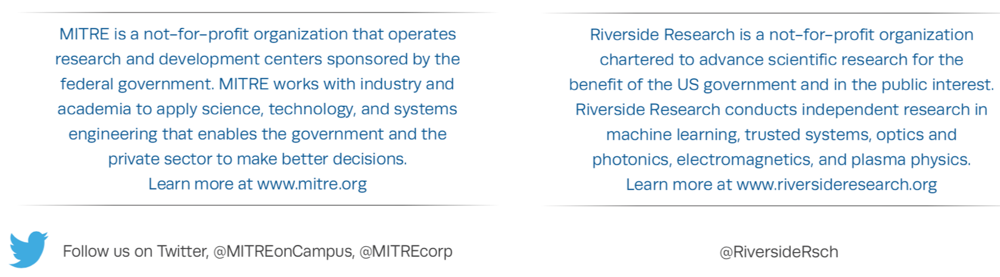 MITRE is a not-for-profit organization that operates
research and development centers sponsored by the
federal government. MITRE works with industry and
academia to apply science, technology, and systems
engineering that enables the government and the
private sector to make better decisions.
Learn more at www.mitre.org
Follow us on Twitter, @MITREonCampus, @MITREcorp
Riverside Research is a not-for-profit organization
chartered to advance scientific research for the
benefit of the US government and in the public interest.
Riverside Research conducts independent research in
machine learning, trusted systems, optics and
photonics, electromagnetics, and plasma physics.
Learn more at www.riversideresearch.org
@RiversideRsch